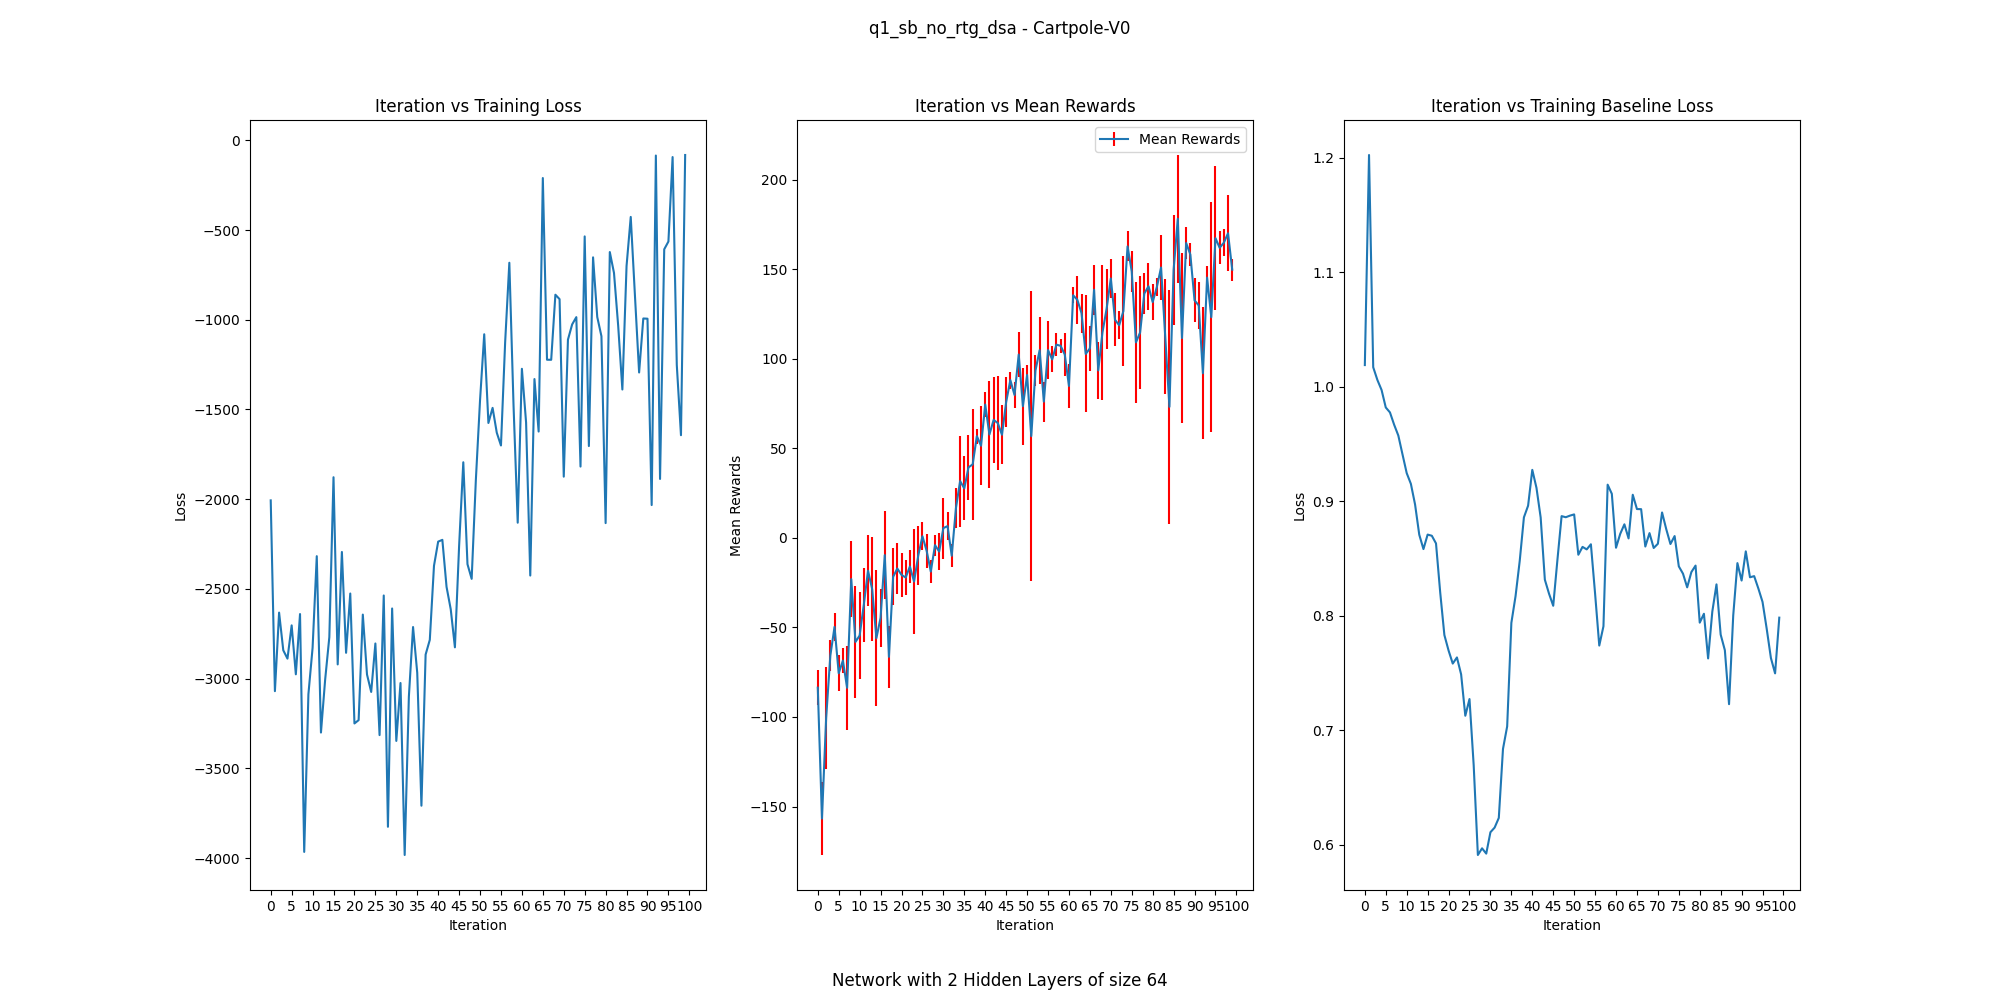 q1_sb_no_rtg_dsa - Cartpole-V0
Iteration vs Training Loss
0
−500
−1000
−1500
−2000
−2500
−3000
−3500
−4000
Loss
0 5 10 15 20 25 30 35 40 45 50 55 60 65 70 75 80 85 90 95 100
Iteration
Iteration vs Mean Rewards
Mean Rewards
200
150
100
50
0
−50
−100
−150
Mean Rewards
0 5 10 15 20 25 30 35 40 45 50 55 60 65 70 75 80 85 90 95 100
Iteration
Iteration vs Training Baseline Loss
1.2
1.1
1.0
0.9
0.8
0.7
0.6
Loss
0 5 10 15 20 25 30 35 40 45 50 55 60 65 70 75 80 85 90 95 100
Iteration
Network with 2 Hidden Layers of size 64